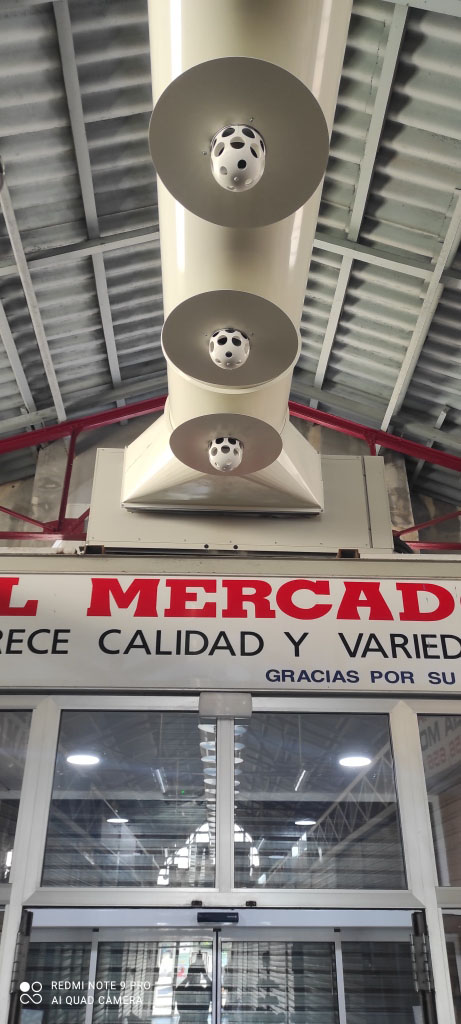 L MERCAD
RECE CALIDAD Y VARIED
GRACIAS POR SU
REDMI NOTE 9 PRO
AI QUAD CAMERA